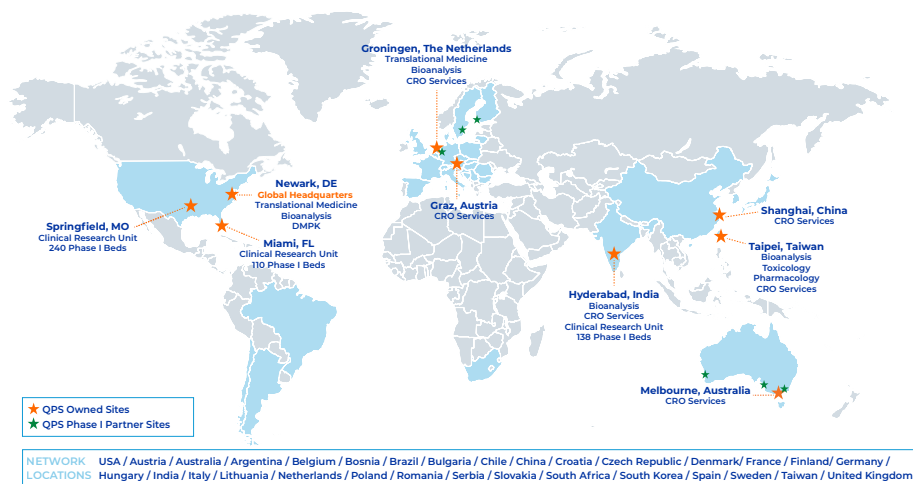 Groningen, The Netherlands
Translational Medicine
Bioanalysis
CRO Services
Newark, DE
Global Headquarters
Translational Medicine
Bioanalysis
DMPK
Springfield, MO
Clinical Research Unit
240 Phase I Beds
Miami, FL
Clinical Research Unit
110 Phase I Beds
Graz, Austria
CRO Services
Shanghai, China
CRO Services
Taipei, Taiwan
Bioanalysis
Toxicology
Pharmacology
CRO Services
Hyderabad, India
Bioanalysis
CRO Services
Clinical Research Unit
138 Phase I Beds
Melbourne, Australia
CRO Services
QPS Owned Sites
QPS Phase I Partner Sites
NETWORK USA / Austria / Australia / Argentina / Belgium / Bosnia / Brazil / Bulgaria / Chile / China / Croatia / Czech Republic / Denmark/ France / Finland/ Germany /
LOCATIONS Hungary / India / Italy / Lithuania / Netherlands / Poland / Romania / Serbia / Slovakia / South Africa / South Korea / Spain / Sweden / Taiwan / United Kingdom